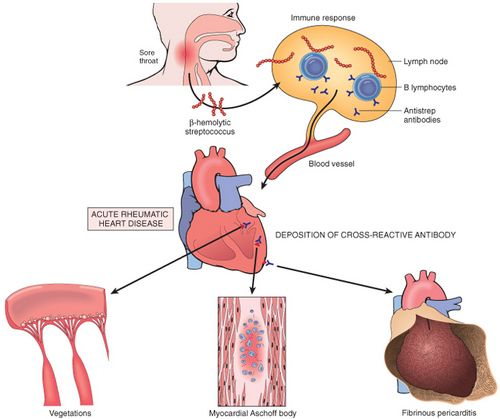 Immune response
Sore
throat
Lymph node
B lymphocytes
β-hemolytic
streptococcus
Antistrep
antibodies
Blood vessel
ACUTE RHEUMATIC
HEART DISEASE
DEPOSITION OF CROSS-REACTIVE ANTIBODY
Vegetations
Myocardial Aschoff body
Fibrinous pericarditis